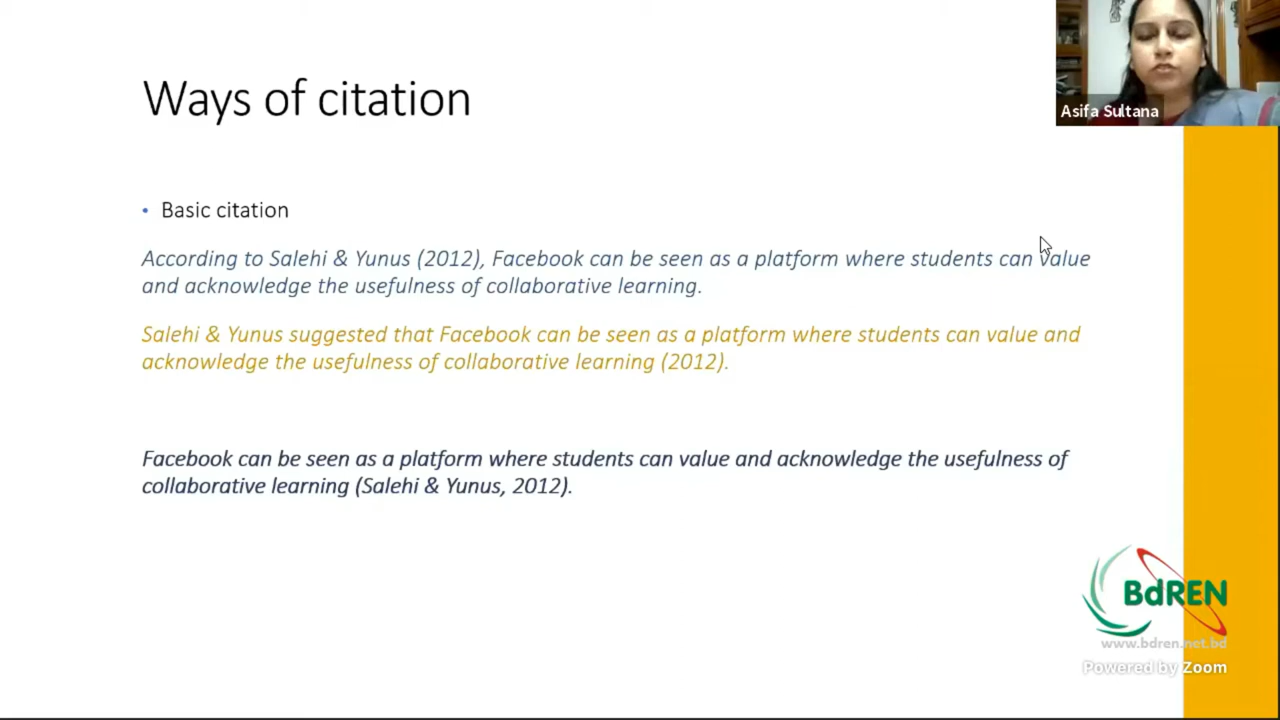 Ways of citation
Asifa Sultana
• Basic citation
According to Salehi & Yunus (2012), Facebook can be seen as a platform where students can value
and acknowledge the usefulness of collaborative learning.
Salehi & Yunus suggested that Facebook can be seen as a platform where students can value and
acknowledge the usefulness of collaborative learning (2012).
Facebook can be seen as a platform where students can value and acknowledge the usefulness of
collaborative learning (Salehi & Yunus, 2012).
BdREN
www.bdren.net.bd
Powered by Zoom